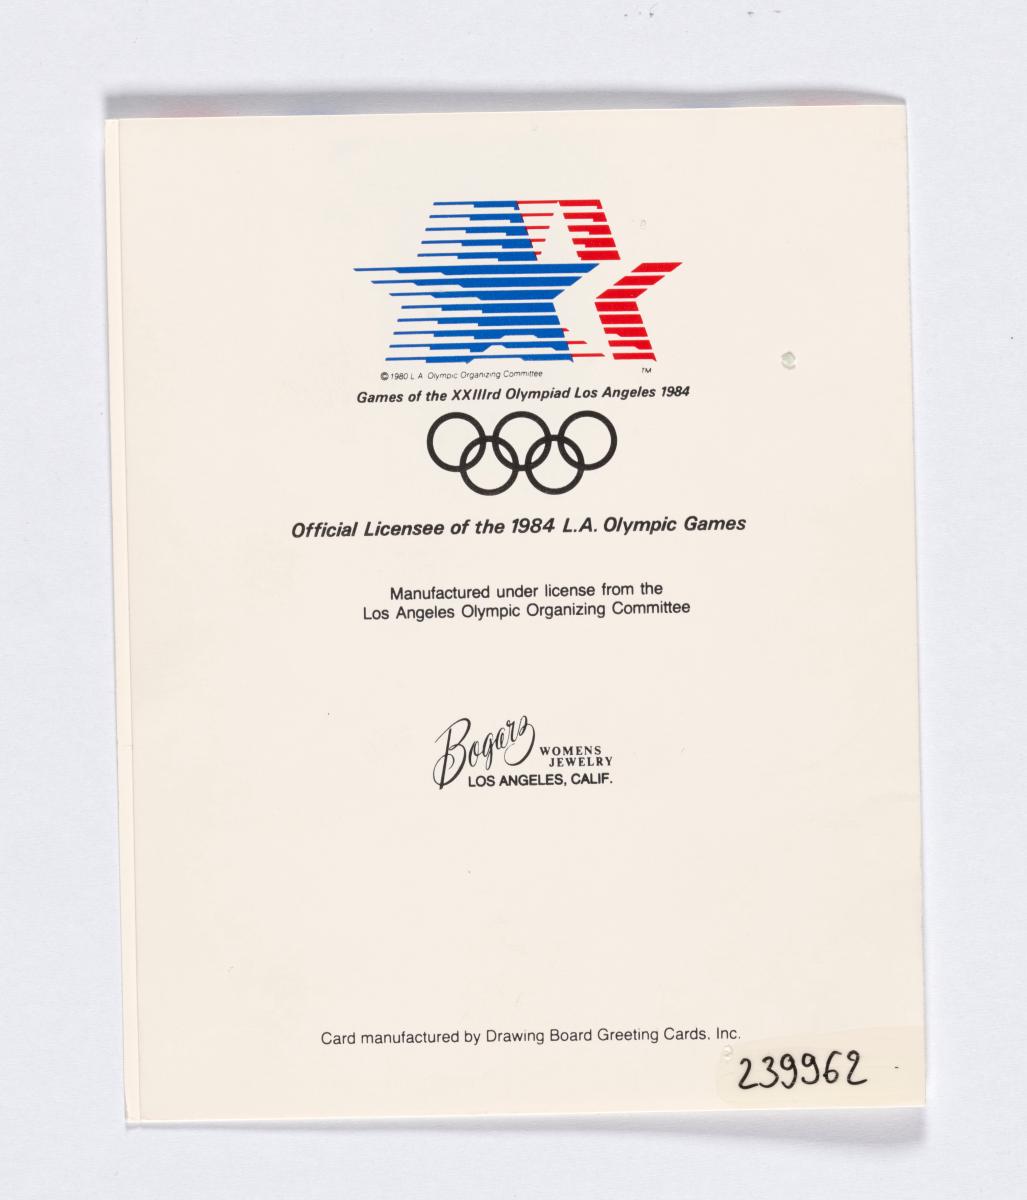 © 1980 L A Olympic Organizing Committee
TM
Games of the XXIIIrd Olympiad Los Angeles 1984
Official Licensee of the 1984 L.A. Olympic Games
Manufactured under license from the
Los Angeles Olympic Organizing Committee
Bogarz WOMENS
JEWELRY
LOS ANGELES, CALIF.
Card manufactured by Drawing Board Greeting Cards, Inc.
239962